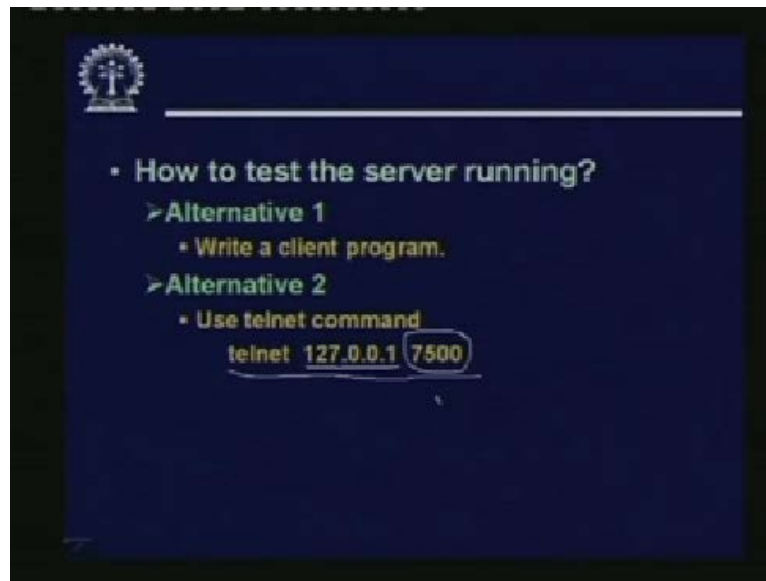 • How to test the server running?
➢Alternative 1
▪ Write a client program.
➢Alternative 2
▪ Use telnet command
telnet 127.0.0.1 7500